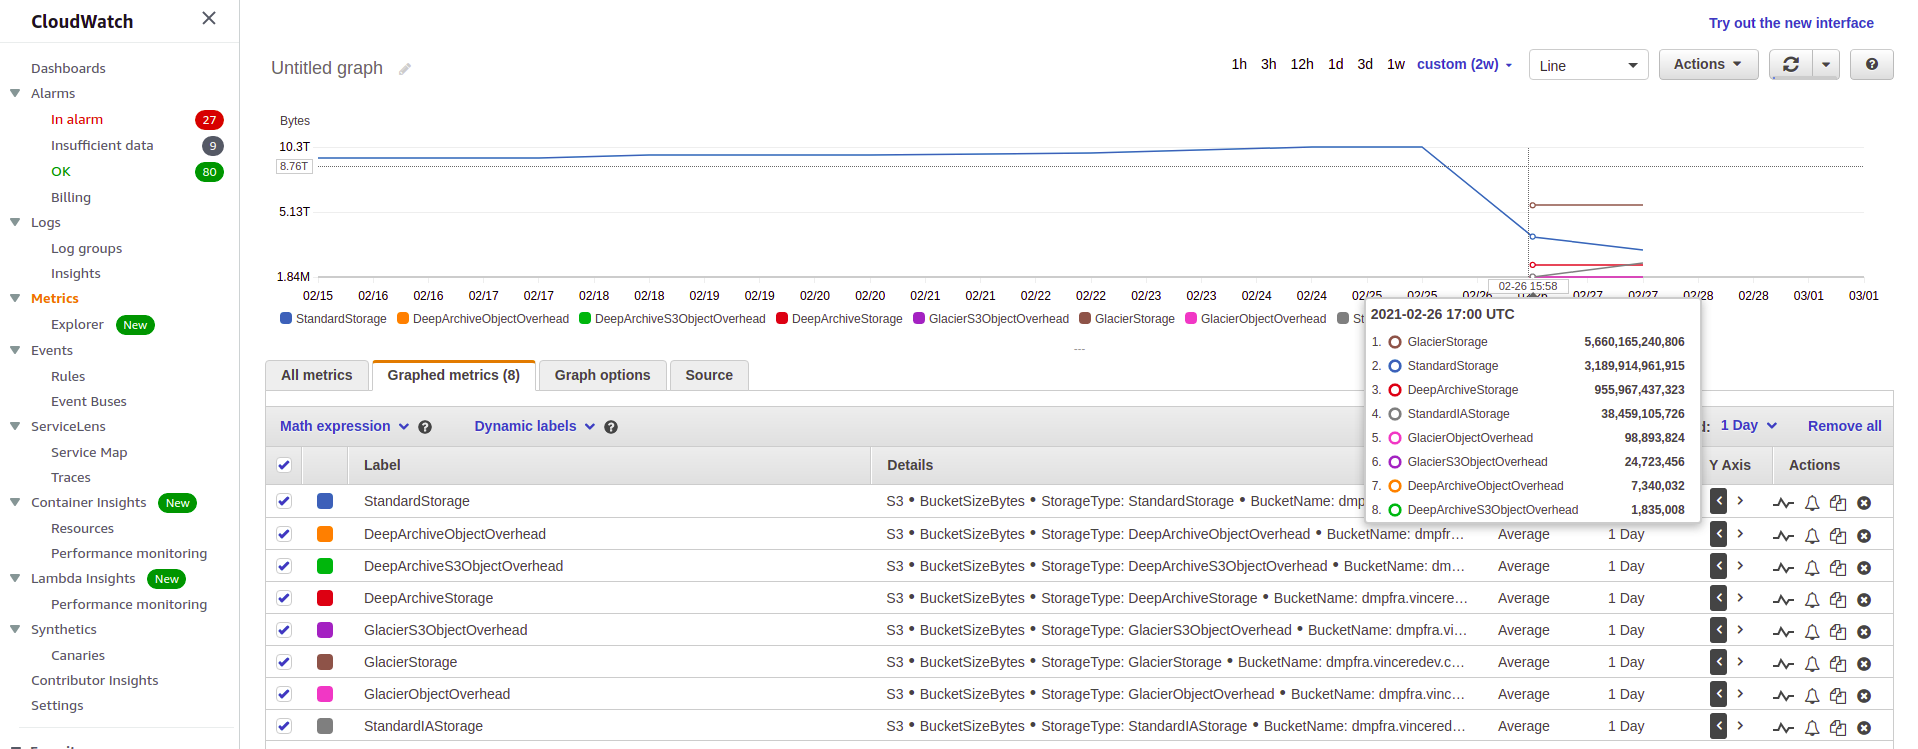 CloudWatch
Dashboards
Alarms
In alarm 27
Insufficient data 9
OK 80
Billing
Logs
Log groups
Insights
Metrics
Explorer New
Events
Rules
Event Buses
ServiceLens
Service Map
Traces
Container Insights New
Resources
Performance monitoring
Lambda Insights New
Performance monitoring
Synthetics
Canaries
Contributor Insights
Settings
Try out the new interface
Untitled graph
1h 3h 12h 1d 3d 1w custom (2w) Line Actions
Bytes
10.3T
8.76T
5.13T
1.84M
02/15 02/16 02/16 02/17 02/17 02/18 02/18 02/19 02/19 02/20 02/20 02/21 02/21 02/22 02/22 02/23 02/23 02/24 02/24 02/25 02/25 02/26 02/26 02/27 02/27 02/28 02/28 03/01 03/01
02-26 15:58
StandardStorage DeepArchiveObjectOverhead DeepArchiveS3ObjectOverhead DeepArchiveStorage GlacierS3ObjectOverhead GlacierStorage GlacierObjectOverhead St
2021-02-26 17:00 UTC
1. GlacierStorage 5,660,165,240,806
2. StandardStorage 3,189,914,961,915
3. DeepArchiveStorage 955,967,437,323
4. StandardIAStorage 38,459,105,726
5. GlacierObjectOverhead 98,893,824
6. GlacierS3ObjectOverhead 24,723,456
7. DeepArchiveObjectOverhead 7,340,032
8. DeepArchiveS3ObjectOverhead 1,835,008
All metrics Graphed metrics (8) Graph options Source
Math expression Dynamic labels d: 1 Day Remove all
Label Details Y Axis Actions
StandardStorage S3 • BucketSizeBytes • StorageType: StandardStorage • BucketName: dmp
DeepArchiveObjectOverhead S3 • BucketSizeBytes • StorageType: DeepArchiveObjectOverhead • BucketName: dmpfr... Average 1 Day
DeepArchiveS3ObjectOverhead S3 • BucketSizeBytes • StorageType: DeepArchiveS3ObjectOverhead • BucketName: dm... Average 1 Day
DeepArchiveStorage S3 • BucketSizeBytes • StorageType: DeepArchiveStorage • BucketName: dmpfra.vincere... Average 1 Day
GlacierS3ObjectOverhead S3 • BucketSizeBytes • StorageType: GlacierS3ObjectOverhead • BucketName: dmpfra.vi... Average 1 Day
GlacierStorage S3 • BucketSizeBytes • StorageType: GlacierStorage • BucketName: dmpfra.vinceredev.c... Average 1 Day
GlacierObjectOverhead S3 • BucketSizeBytes • StorageType: GlacierObjectOverhead • BucketName: dmpfra.vinc... Average 1 Day
StandardIAStorage S3 • BucketSizeBytes • StorageType: StandardIAStorage • BucketName: dmpfra.vincered... Average 1 Day